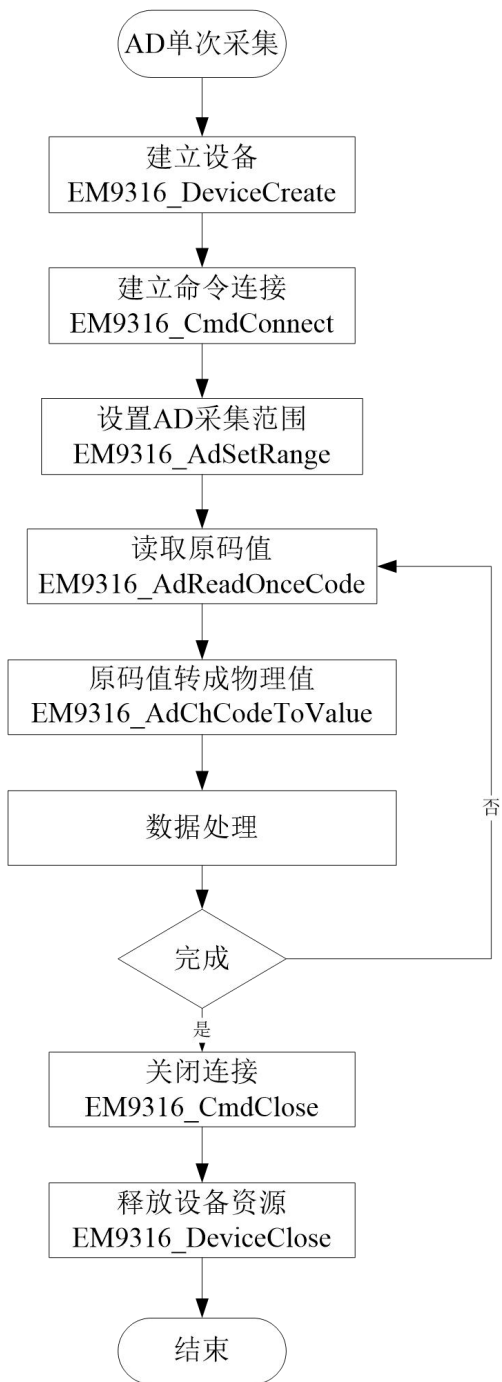 AD单次采集
建立设备
EM9316_DeviceCreate
建立命令连接
EM9316_CmdConnect
设置AD采集范围
EM9316_AdSetRange
读取原码值
EM9316_AdReadOnceCode
原码值转成物理值
EM9316_AdChCodeToValue
数据处理
否
完成
是
关闭连接
EM9316_CmdClose
释放设备资源
EM9316_DeviceClose
结束